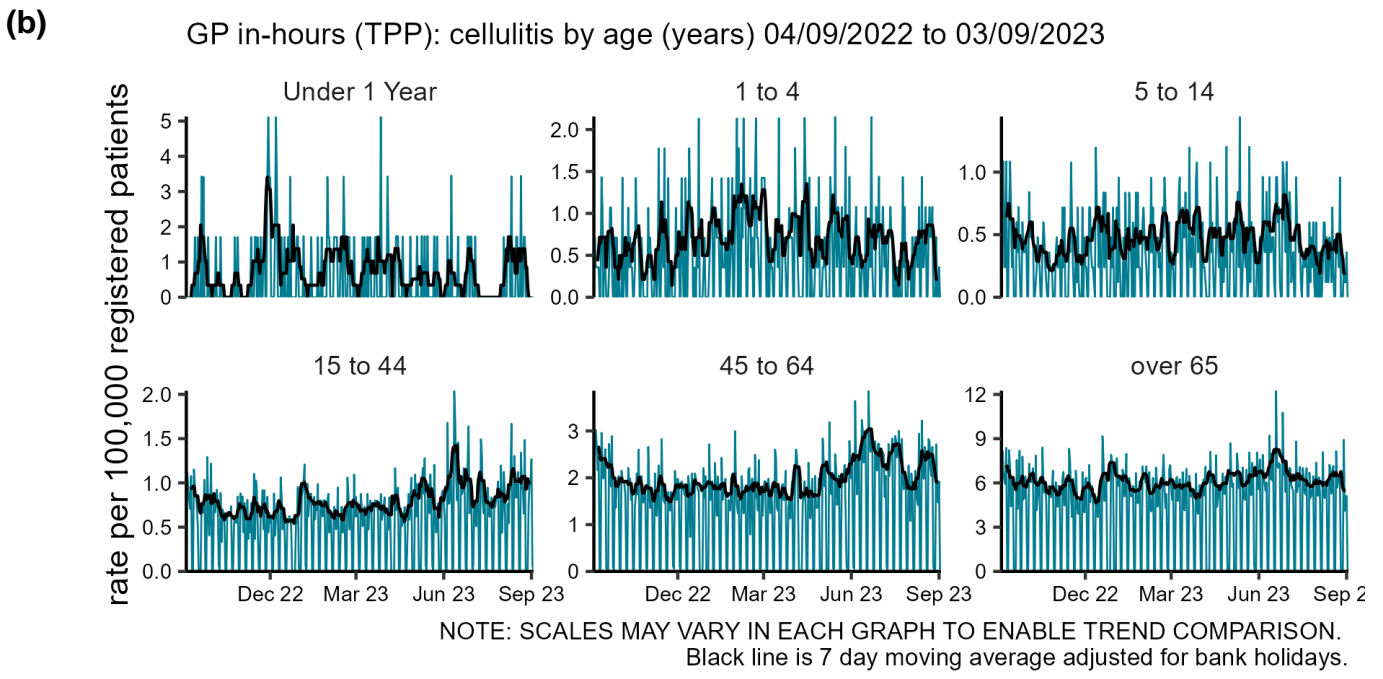 (b)
GP in-hours (TPP): cellulitis by age (years) 04/09/2022 to 03/09/2023
rate per 100,000 registered patients
Under 1 Year
5
4
3
2
1
0
1 to 4
2.0
1.5
1.0
0.5
0.0
5 to 14
1.0
0.5
0.0
15 to 44
2.0
1.5
1.0
0.5
0.0
Dec 22 Mar 23 Jun 23 Sep 23
45 to 64
3
2
1
0
Dec 22 Mar 23 Jun 23 Sep 23
over 65
12
9
6
3
0
Dec 22 Mar 23 Jun 23 Sep 2
NOTE: SCALES MAY VARY IN EACH GRAPH TO ENABLE TREND COMPARISON.
Black line is 7 day moving average adjusted for bank holidays.